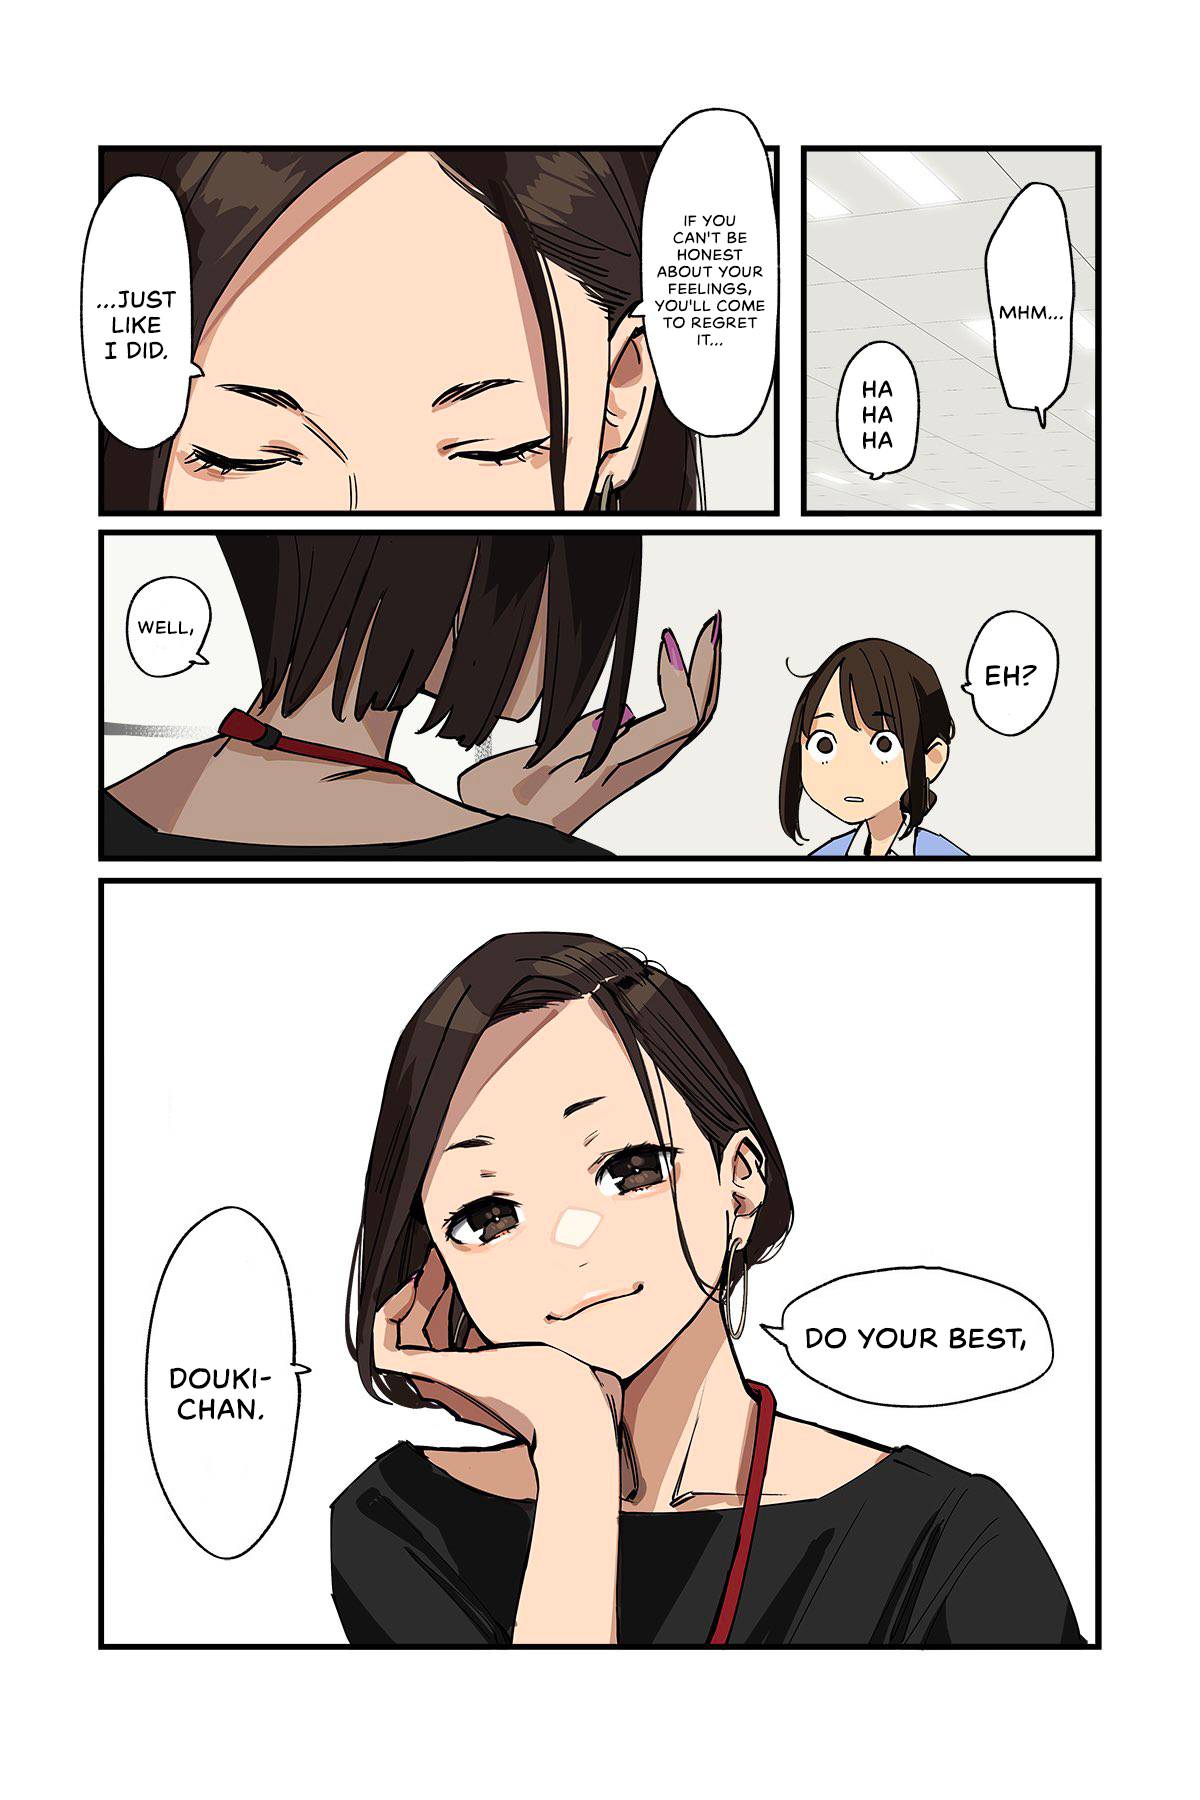 MHM...
HA
HA
HA
IF YOU
CAN'T BE
HONEST
ABOUT YOUR
FEELINGS,
YOU'LL COME
TO REGRET
IT...
...JUST
LIKE
I DID.
EH?
WELL,
DO YOUR BEST,
DOUKI-
CHAN.